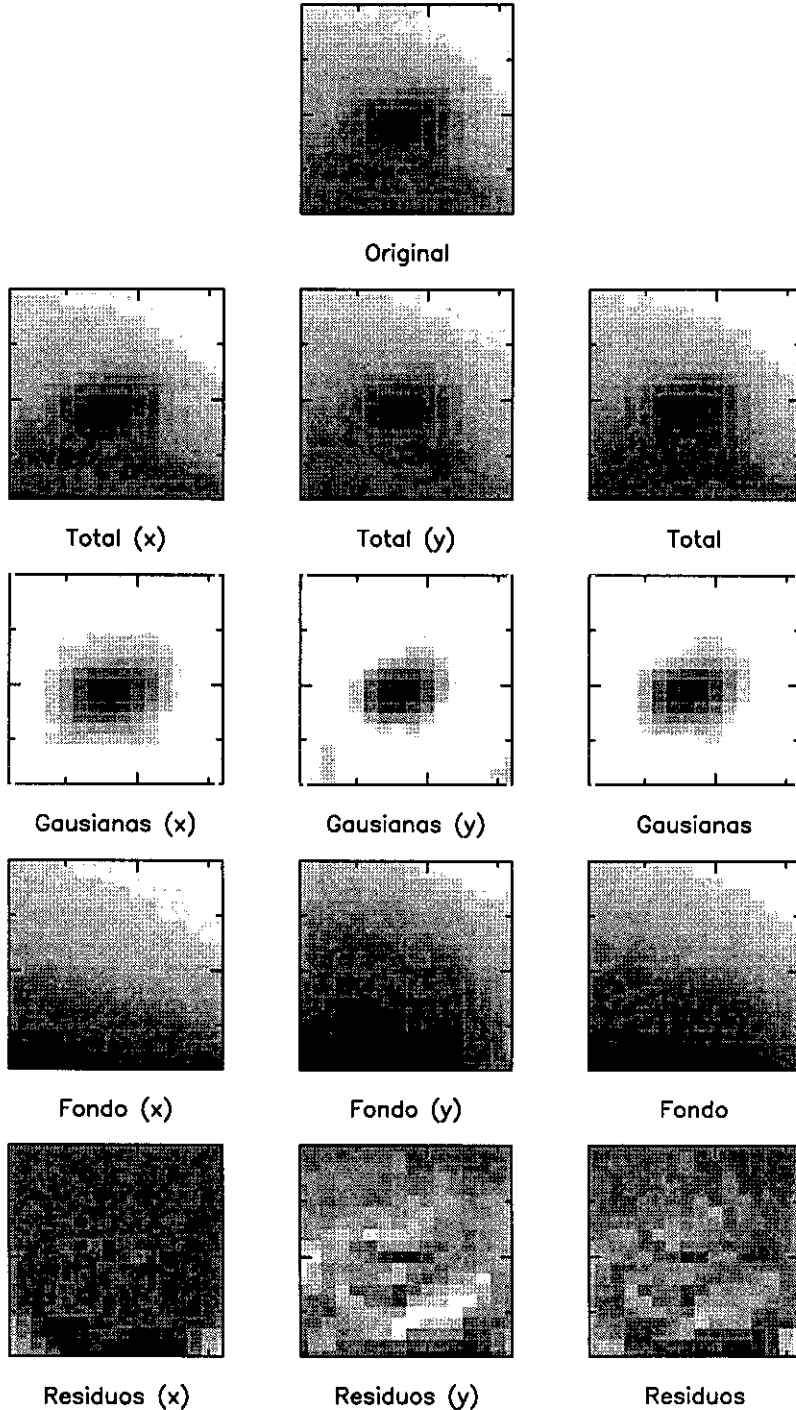 Original
Total (x)
Total (y)
Total
Gausianas (x)
Gausianas (y)
Gausianas
Fondo (x)
Fondo (y)
Fondo
Residuos (x)
Residuos (y)
Residuos